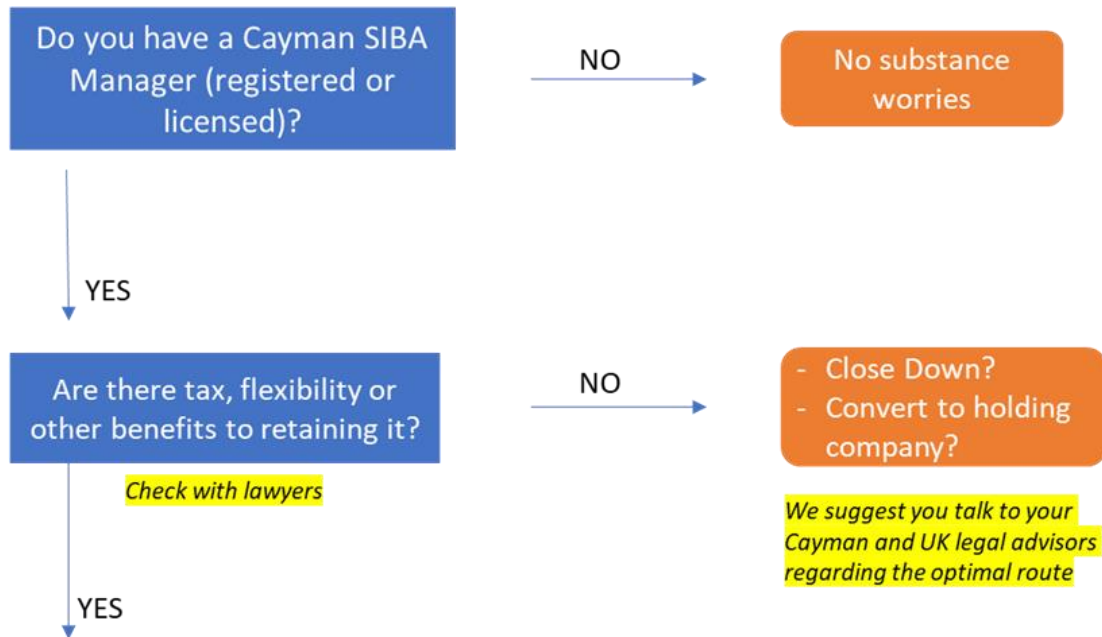 Do you have a Cayman SIBA
Manager (registered or
licensed)?
NO
No substance
worries
YES
Are there tax, flexibility or
other benefits to retaining it?
NO
- Close Down?
- Convert to holding
company?
Check with lawyers
We suggest you talk to your
Cayman and UK legal advisors
regarding the optimal route
YES